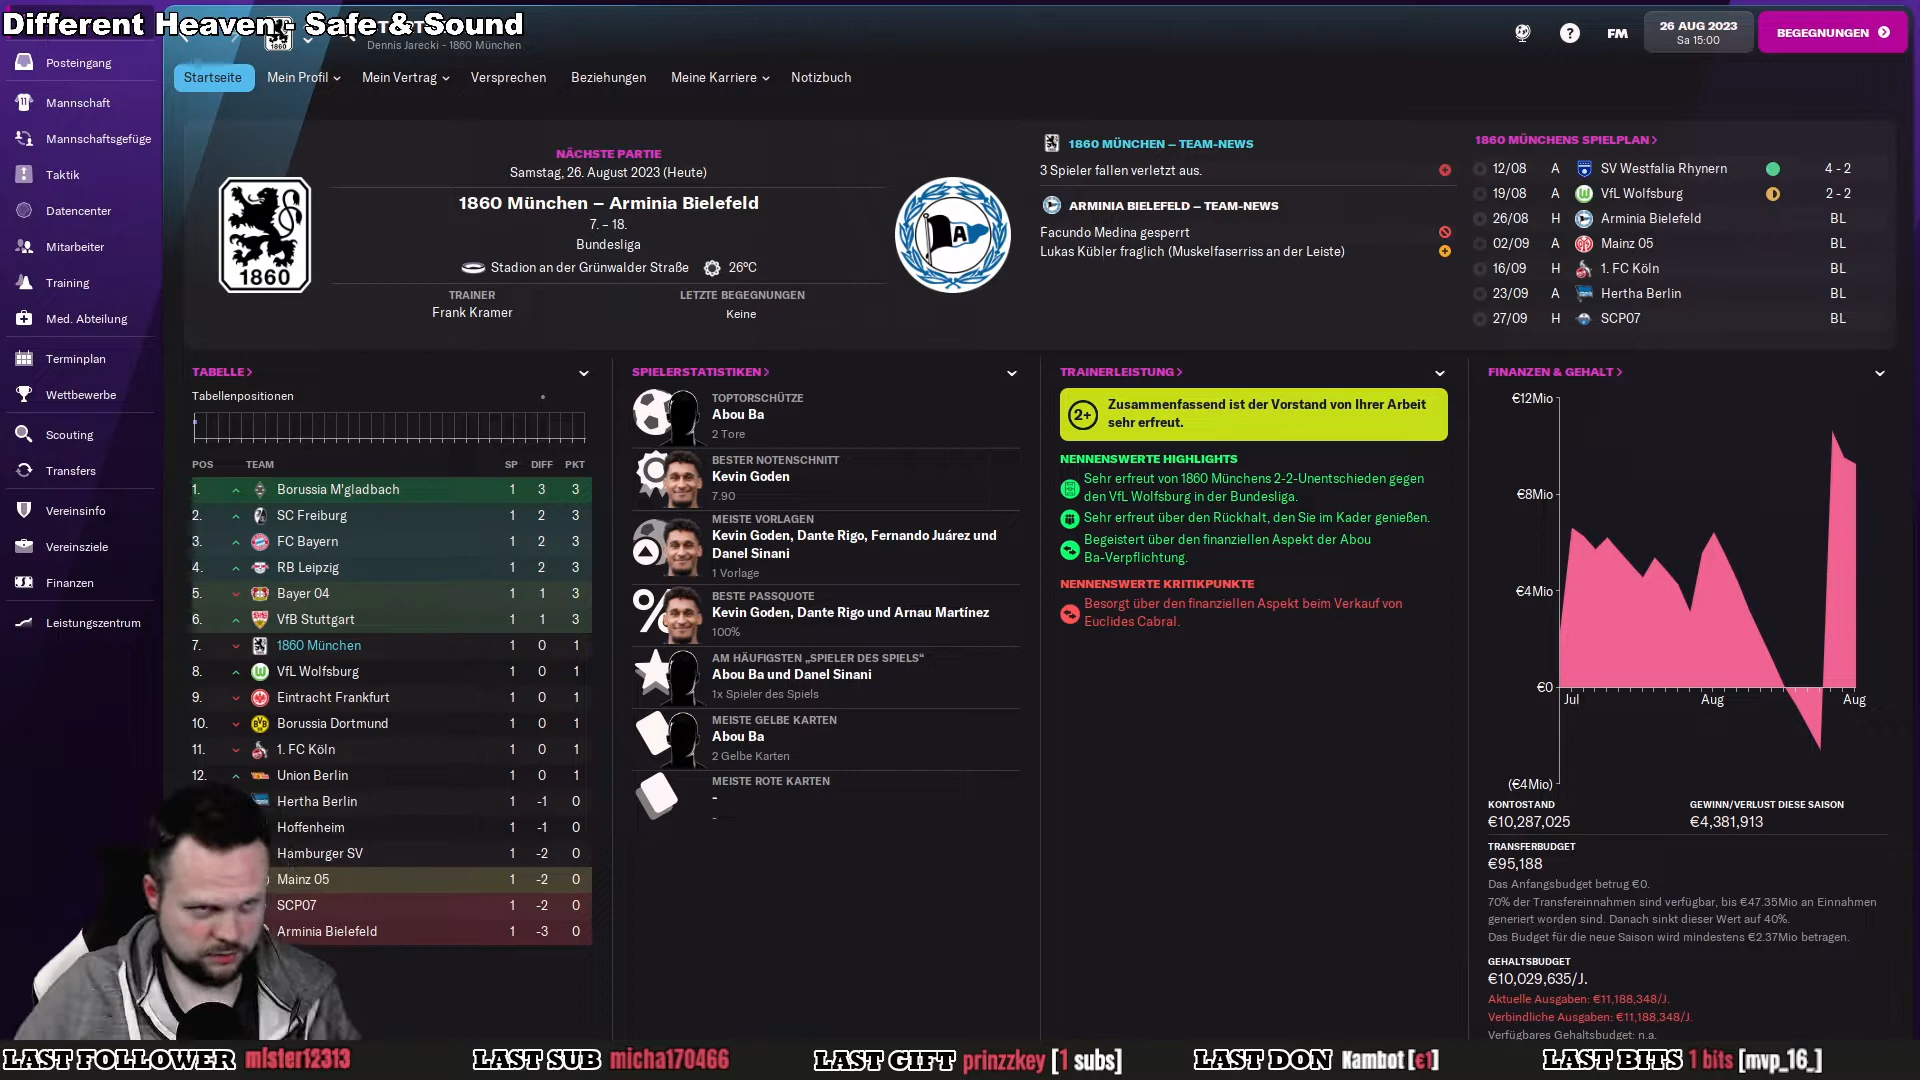 Different Heaven - Safe & Sound
Dennis Jarecki - 1860 München
FM
26 AUG 2023
Sa 15:00
BEGEGNUNGEN
Posteingang
Mannschaft
Mannschaftsgefüge
Taktik
Datencenter
Mitarbeiter
Training
Med. Abteilung
Terminplan
Wettbewerbe
Scouting
Transfers
Vereinsinfo
Vereinsziele
Finanzen
Leistungszentrum
Startseite
Mein Profil
Mein Vertrag
Versprechen
Beziehungen
Meine Karriere
Notizbuch
1860
NÄCHSTE PARTIE
Samstag, 26. August 2023 (Heute)
1860 München – Arminia Bielefeld
7. – 18.
Bundesliga
Stadion an der Grünwalder Straße 26°C
TRAINER
Frank Kramer
LETZTE BEGEGNUNGEN
Keine
A
1860 MÜNCHEN – TEAM-NEWS
3 Spieler fallen verletzt aus.
ARMINIA BIELEFELD – TEAM-NEWS
Facundo Medina gesperrt
Lukas Kübler fraglich (Muskelfaserriss an der Leiste)
1860 MÜNCHENS SPIELPLAN >
12/08 A SV Westfalia Rhynern 4 - 2
19/08 A VfL Wolfsburg 2 - 2
26/08 H Arminia Bielefeld BL
02/09 A Mainz 05 BL
16/09 H 1. FC Köln BL
23/09 A Hertha Berlin BL
27/09 H SCP07 BL
TABELLE >
Tabellenpositionen
POS TEAM SP DIFF PKT
1. Borussia M'gladbach 1 3 3
2. SC Freiburg 1 2 3
3. FC Bayern 1 2 3
4. RB Leipzig 1 2 3
5. Bayer 04 1 1 3
6. VfB Stuttgart 1 1 3
7. 1860 München 1 0 1
8. VfL Wolfsburg 1 0 1
9. Eintracht Frankfurt 1 0 1
10. Borussia Dortmund 1 0 1
11. 1. FC Köln 1 0 1
12. Union Berlin 1 0 1
Hertha Berlin 1 -1 0
Hoffenheim 1 -1 0
Hamburger SV 1 -2 0
Mainz 05 1 -2 0
SCP07 1 -2 0
Arminia Bielefeld 1 -3 0
SPIELERSTATISTIKEN >
TOPTORSCHÜTZE
Abou Ba
2 Tore
BESTER NOTENSCHNITT
Kevin Goden
7.90
MEISTE VORLAGEN
Kevin Goden, Dante Rigo, Fernando Juárez und
Danel Sinani
1 Vorlage
BESTE PASSQUOTE
Kevin Goden, Dante Rigo und Arnau Martínez
100%
AM HÄUFIGSTEN „SPIELER DES SPIELS“
Abou Ba und Danel Sinani
1x Spieler des Spiels
MEISTE GELBE KARTEN
Abou Ba
2 Gelbe Karten
MEISTE ROTE KARTEN
-
-
TRAINERLEISTUNG >
2+
Zusammenfassend ist der Vorstand von Ihrer Arbeit
sehr erfreut.
NENNENSWERTE HIGHLIGHTS
Sehr erfreut von 1860 Münchens 2-2-Unentschieden gegen
den VfL Wolfsburg in der Bundesliga.
Sehr erfreut über den Rückhalt, den Sie im Kader genießen.
Begeistert über den finanziellen Aspekt der Abou
Ba-Verpflichtung.
NENNENSWERTE KRITIKPUNKTE
Besorgt über den finanziellen Aspekt beim Verkauf von
Euclides Cabral.
FINANZEN & GEHALT >
€12Mio
€8Mio
€4Mio
€0
(€4Mio)
Jul Aug Aug
KONTOSTAND
€10,287,025
GEWINN/VERLUST DIESE SAISON
€4,381,913
TRANSFERBUDGET
€95,188
Das Anfangsbudget betrug €0.
70% der Transfereinnahmen sind verfügbar, bis €47.35Mio an Einnahmen
generiert worden sind. Danach sinkt dieser Wert auf 40%.
Das Budget für die neue Saison wird mindestens €2.37Mio betragen.
GEHALTSBUDGET
€10,029,635/J.
Aktuelle Ausgaben: €11,188,348/J.
Verbindliche Ausgaben: €11,188,348/J.
Verfügbares Gehaltsbudget: n.a.
LAST FOLLOWER mister12313
LAST SUB micha170466
LAST GIFT prinzzkey [1 subs]
LAST DON Kambot [€1]
LAST BITS 1 bits [mvp_16_]